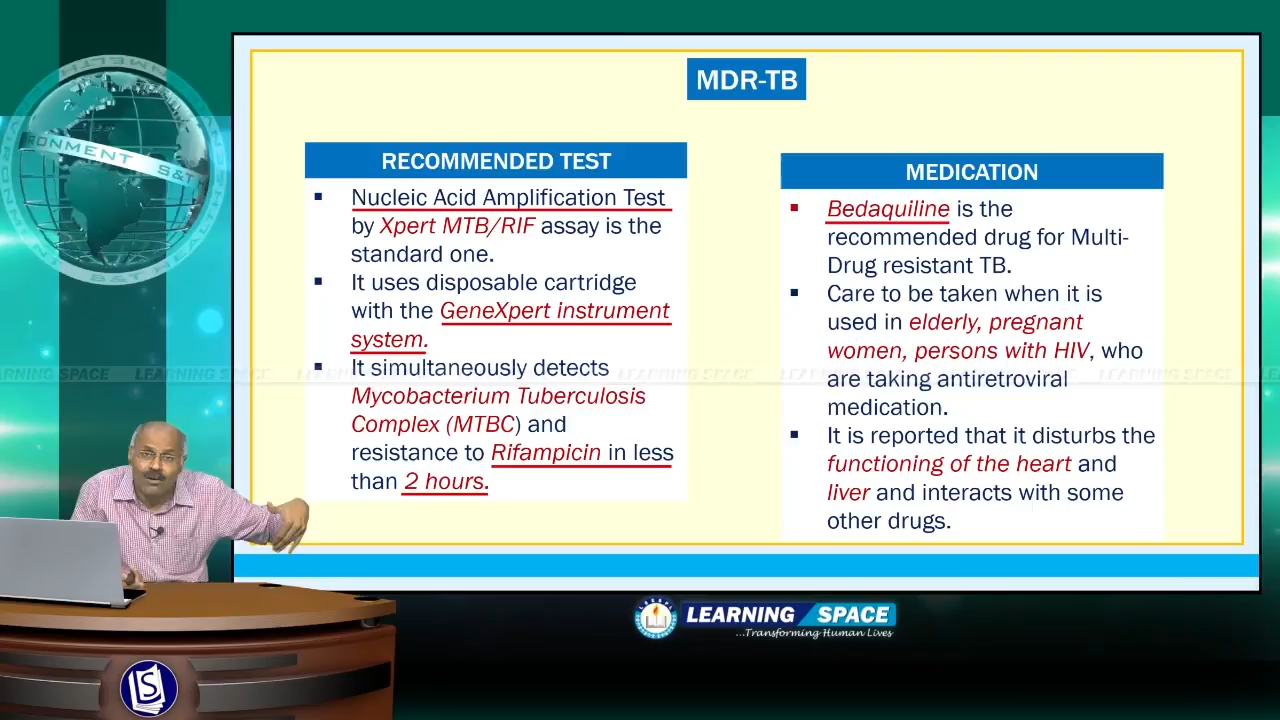 MDR-TB
RECOMMENDED TEST
▪ Nucleic Acid Amplification Test
by Xpert MTB/RIF assay is the
standard one.
▪ It uses disposable cartridge
with the GeneXpert instrument
system.
▪ It simultaneously detects
Mycobacterium Tuberculosis
Complex (MTBC) and
resistance to Rifampicin in less
than 2 hours.
MEDICATION
▪ Bedaquiline is the
recommended drug for Multi-
Drug resistant TB.
▪ Care to be taken when it is
used in elderly, pregnant
women, persons with HIV, who
are taking antiretroviral
medication.
▪ It is reported that it disturbs the
functioning of the heart and
liver and interacts with some
other drugs.
RONMENT S&T
LEARNING SPACE
...Transforming Human Lives
LS